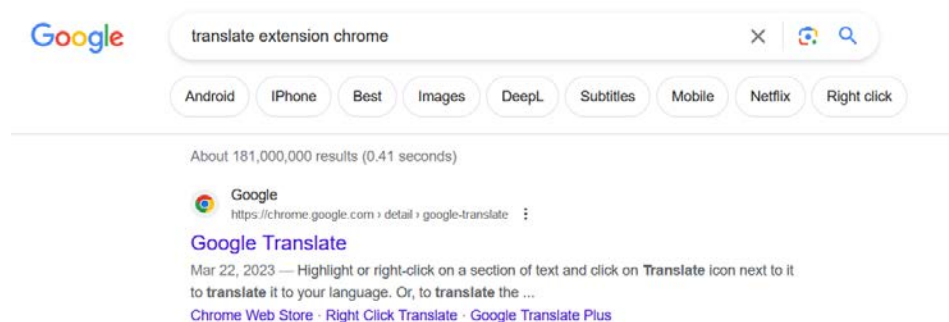 Google translate extension chrome
Android IPhone Best Images DeepL Subtitles Mobile Netflix Right click
About 181,000,000 results (0.41 seconds)
Google
https://chrome.google.com › detail › google-translate
Google Translate
Mar 22, 2023 — Highlight or right-click on a section of text and click on Translate icon next to it
to translate it to your language. Or, to translate the ...
Chrome Web Store · Right Click Translate · Google Translate Plus